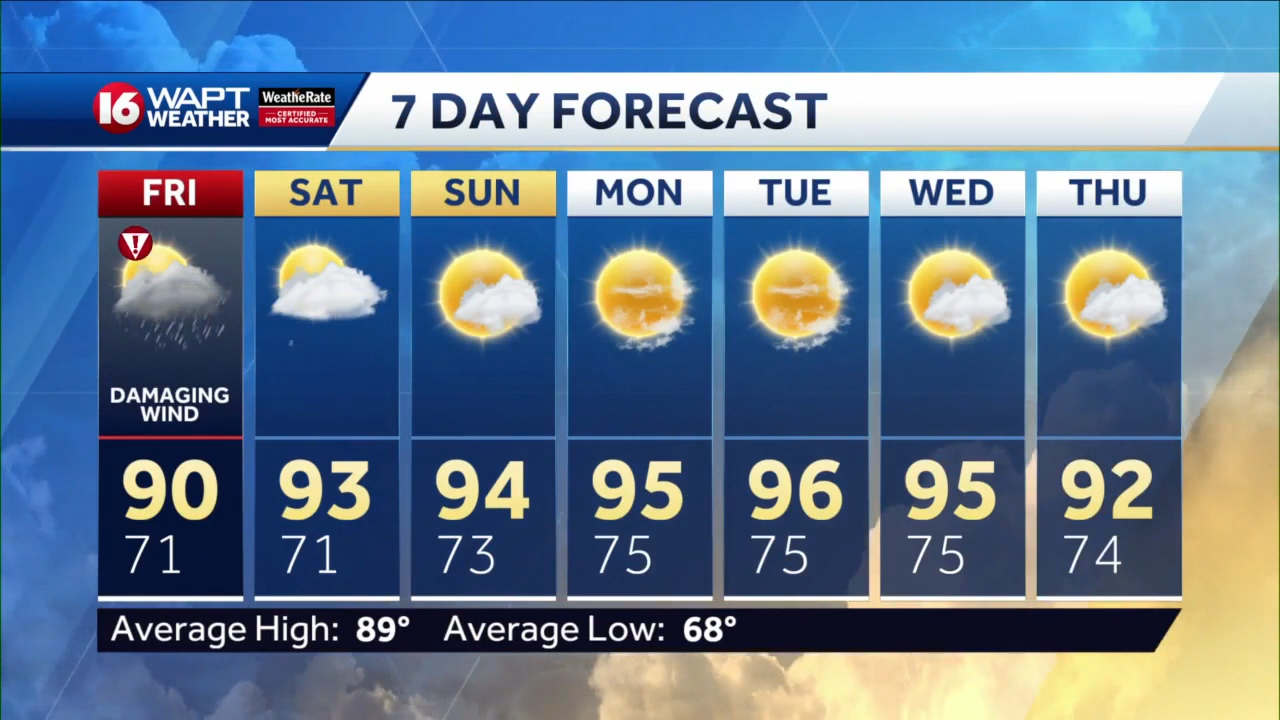 16 WAPT WEATHER
WeatheRate
CERTIFIED
MOST ACCURATE
7 DAY FORECAST
FRI SAT SUN MON TUE WED THU
!
DAMAGING
WIND
90 93 94 95 96 95 92
71 71 73 75 75 75 74
Average High: 89° Average Low: 68°